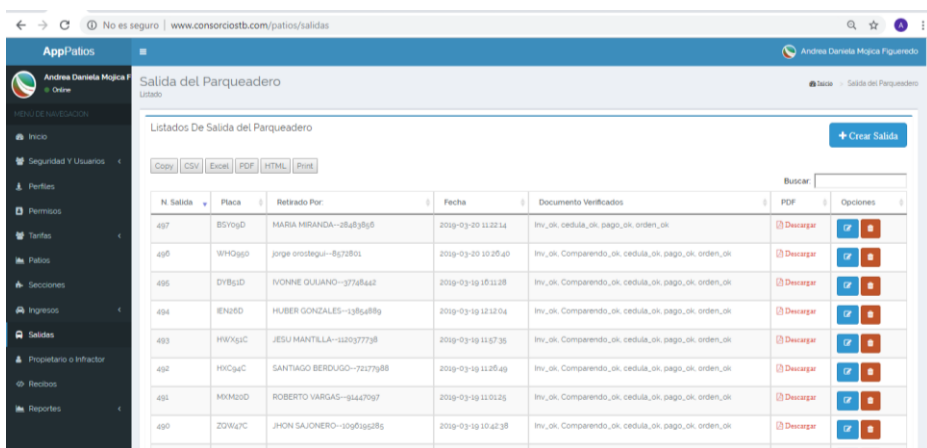 No es seguro | www.consorciostb.com/patios/salidas
A
AppPatios
Andrea Daniela Mojica Figueredo
Andrea Daniela Mojica F
Online
Salida del Parqueadero
Listado
Inicio > Salida del Parqueadero
MENÚ DE NAVEGACION
Inicio
Seguridad Y Usuarios
Perfiles
Permisos
Tarifas
Patios
Secciones
Ingresos
Salidas
Propietario o Infractor
Recibos
Reportes
Listados De Salida del Parqueadero
+ Crear Salida
Copy CSV Excel PDF HTML Print
Buscar:
N. Salida Placa Retirado Por: Fecha Documento Verificados PDF Opciones
497 BSY09D MARIA MIRANDA--28483856 2019-03-20 11:22:14 Inv_ok, cedula_ok, pago_ok, orden_ok Descargar
496 WHQ950 jorge orostegui--8572801 2019-03-20 10:26:40 Inv_ok, Comparendo_ok, cedula_ok, pago_ok, orden_ok Descargar
495 DYB51D IVONNE QUIJANO--37748442 2019-03-19 16:11:28 Inv_ok, Comparendo_ok, cedula_ok, pago_ok, orden_ok Descargar
494 IEN26D HUBER GONZALES--13854889 2019-03-19 12:12:04 Inv_ok, Comparendo_ok, cedula_ok, pago_ok, orden_ok Descargar
493 HWX51C JESU MANTILLA--1120377738 2019-03-19 11:57:35 Inv_ok, Comparendo_ok, cedula_ok, pago_ok, orden_ok Descargar
492 HXC94C SANTIAGO BERDUGO--72177988 2019-03-19 11:26:49 Inv_ok, Comparendo_ok, cedula_ok, pago_ok, orden_ok Descargar
491 MXM20D ROBERTO VARGAS--91447097 2019-03-19 11:01:25 Inv_ok, Comparendo_ok, cedula_ok, pago_ok, orden_ok Descargar
490 ZQW47C JHON SAJONERO--1096195285 2019-03-19 10:42:38 Inv_ok, Comparendo_ok, cedula_ok, pago_ok, orden_ok Descargar